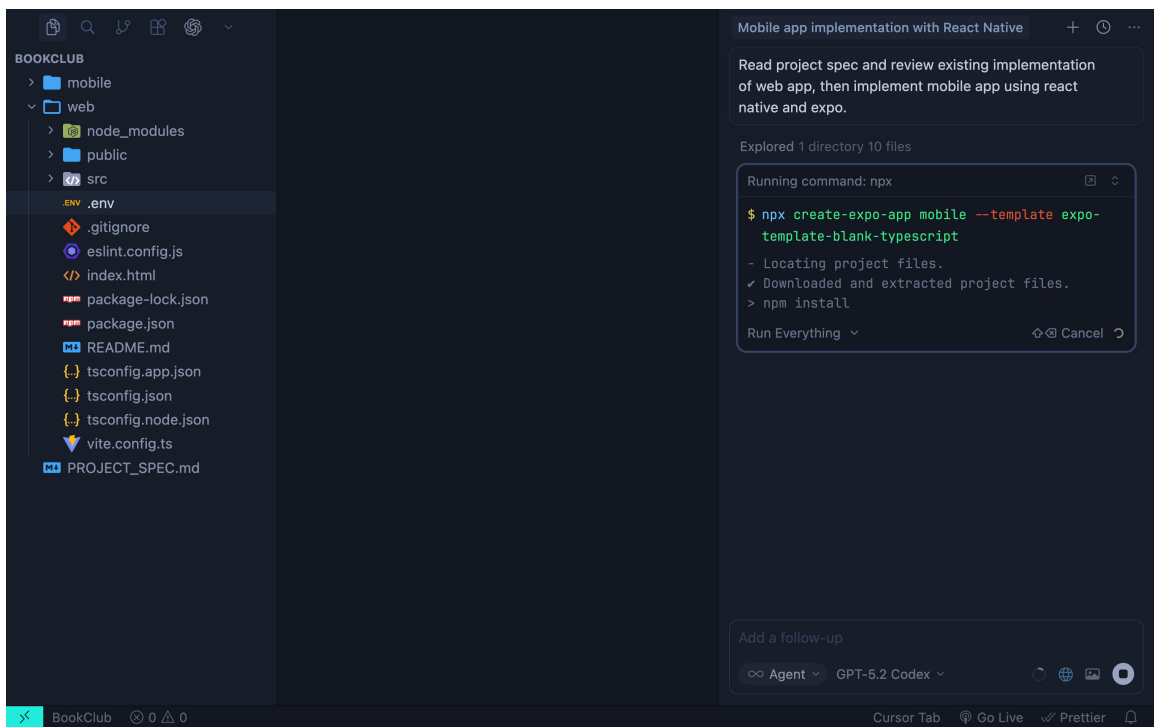 BOOKCLUB
mobile
web
node_modules
public
src
.ENV .env
.gitignore
eslint.config.js
index.html
npm package-lock.json
npm package.json
README.md
{..} tsconfig.app.json
{..} tsconfig.json
{..} tsconfig.node.json
vite.config.ts
PROJECT_SPEC.md
Mobile app implementation with React Native
Read project spec and review existing implementation
of web app, then implement mobile app using react
native and expo.
Explored 1 directory 10 files
Running command: npx
$ npx create-expo-app mobile --template expo-
template-blank-typescript
- Locating project files.
✔ Downloaded and extracted project files.
> npm install
Run Everything
Cancel
Add a follow-up
Agent GPT-5.2 Codex
BookClub 0 0
Cursor Tab Go Live Prettier